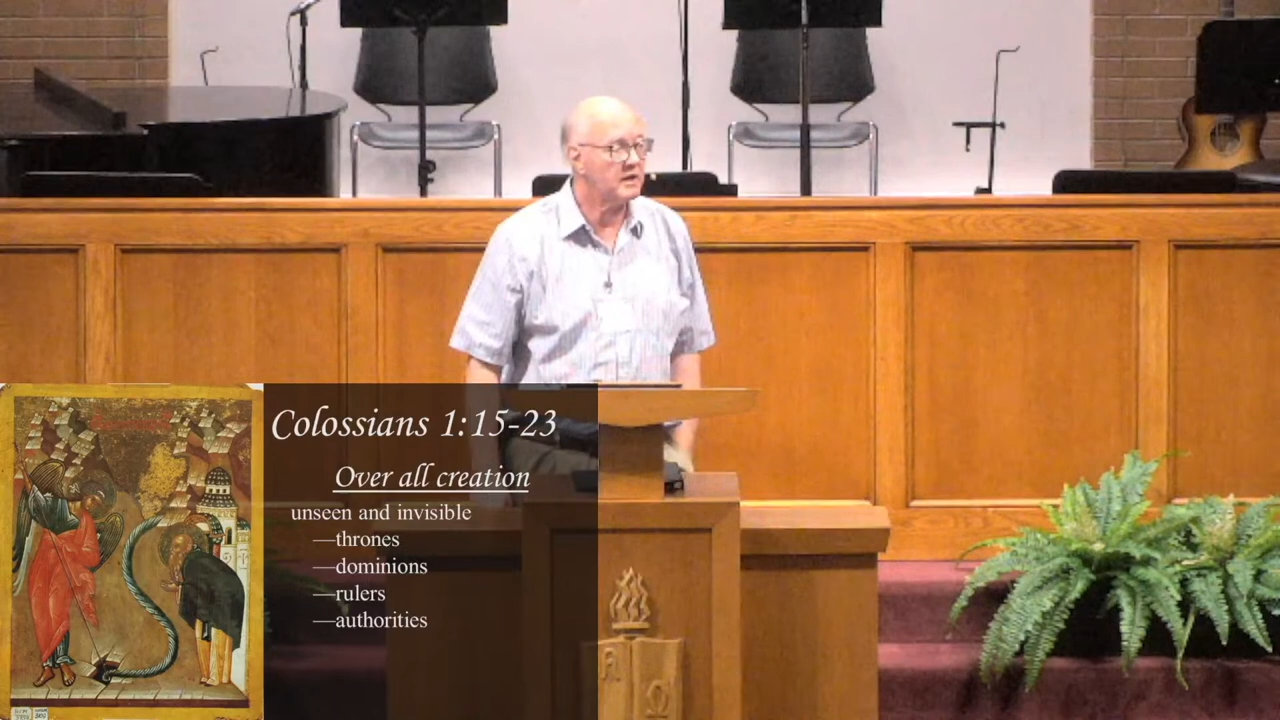 Colossians 1:15-23
Over all creation
unseen and invisible
—thrones
—dominions
—rulers
—authorities
Α Ω